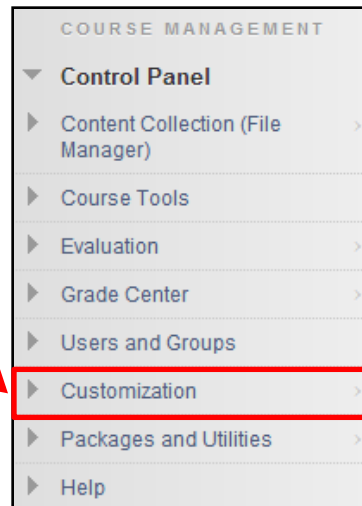 COURSE MANAGEMENT
Control Panel
Content Collection (File
Manager)
Course Tools
Evaluation
Grade Center
Users and Groups
Customization
Packages and Utilities
Help